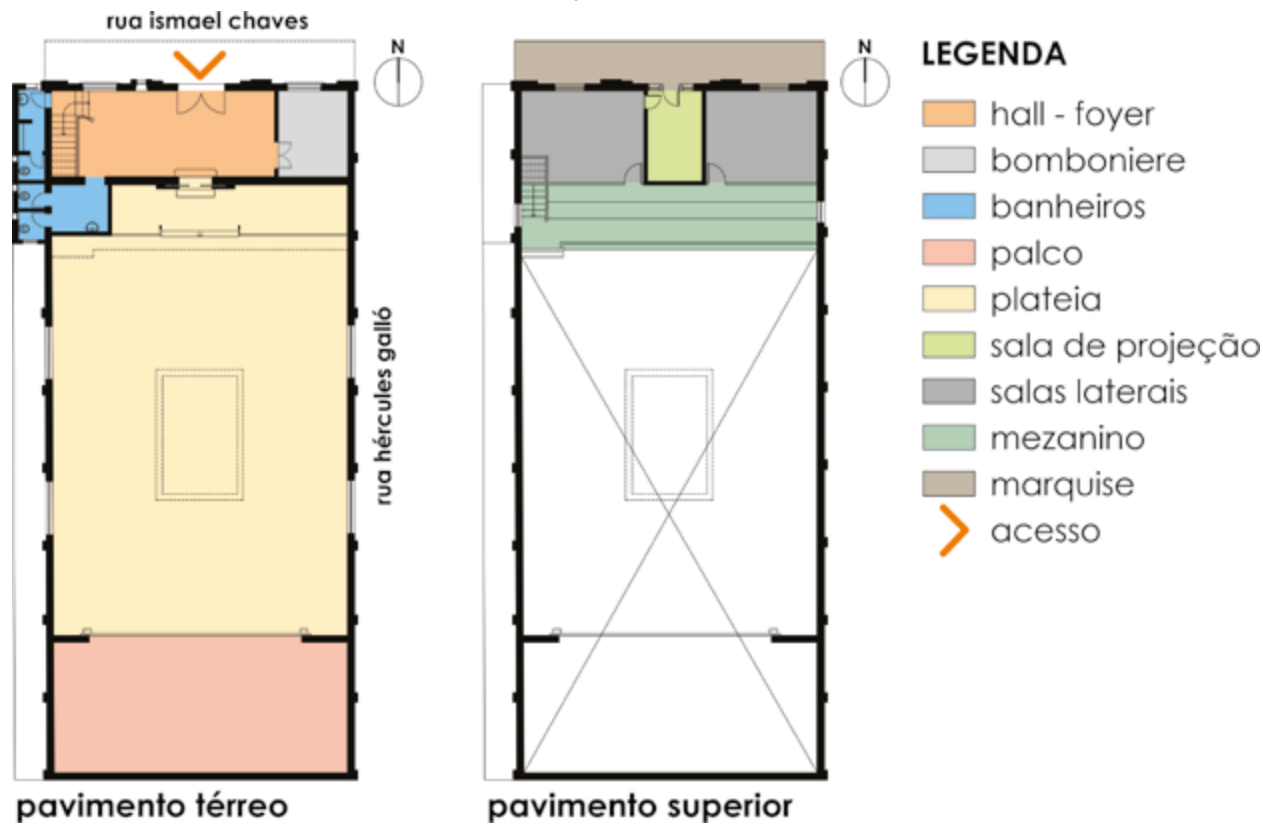 rua ismael chaves
N
N
rua hércules galló
pavimento térreo
pavimento superior
LEGENDA
hall - foyer
bomboniere
banheiros
palco
plateia
sala de projeção
salas laterais
mezanino
marquise
acesso